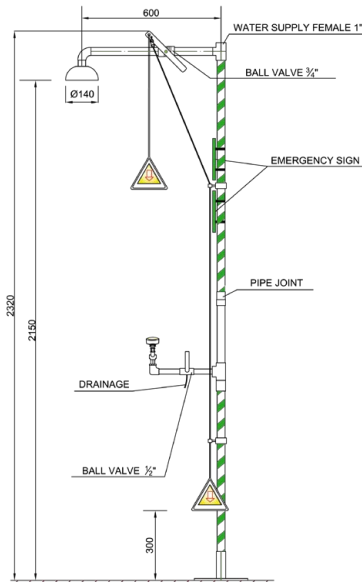 600
WATER SUPPLY FEMALE 1"
BALL VALVE ¾"
Ø140
EMERGENCY SIGN
2320
2150
PIPE JOINT
DRAINAGE
BALL VALVE ½"
300